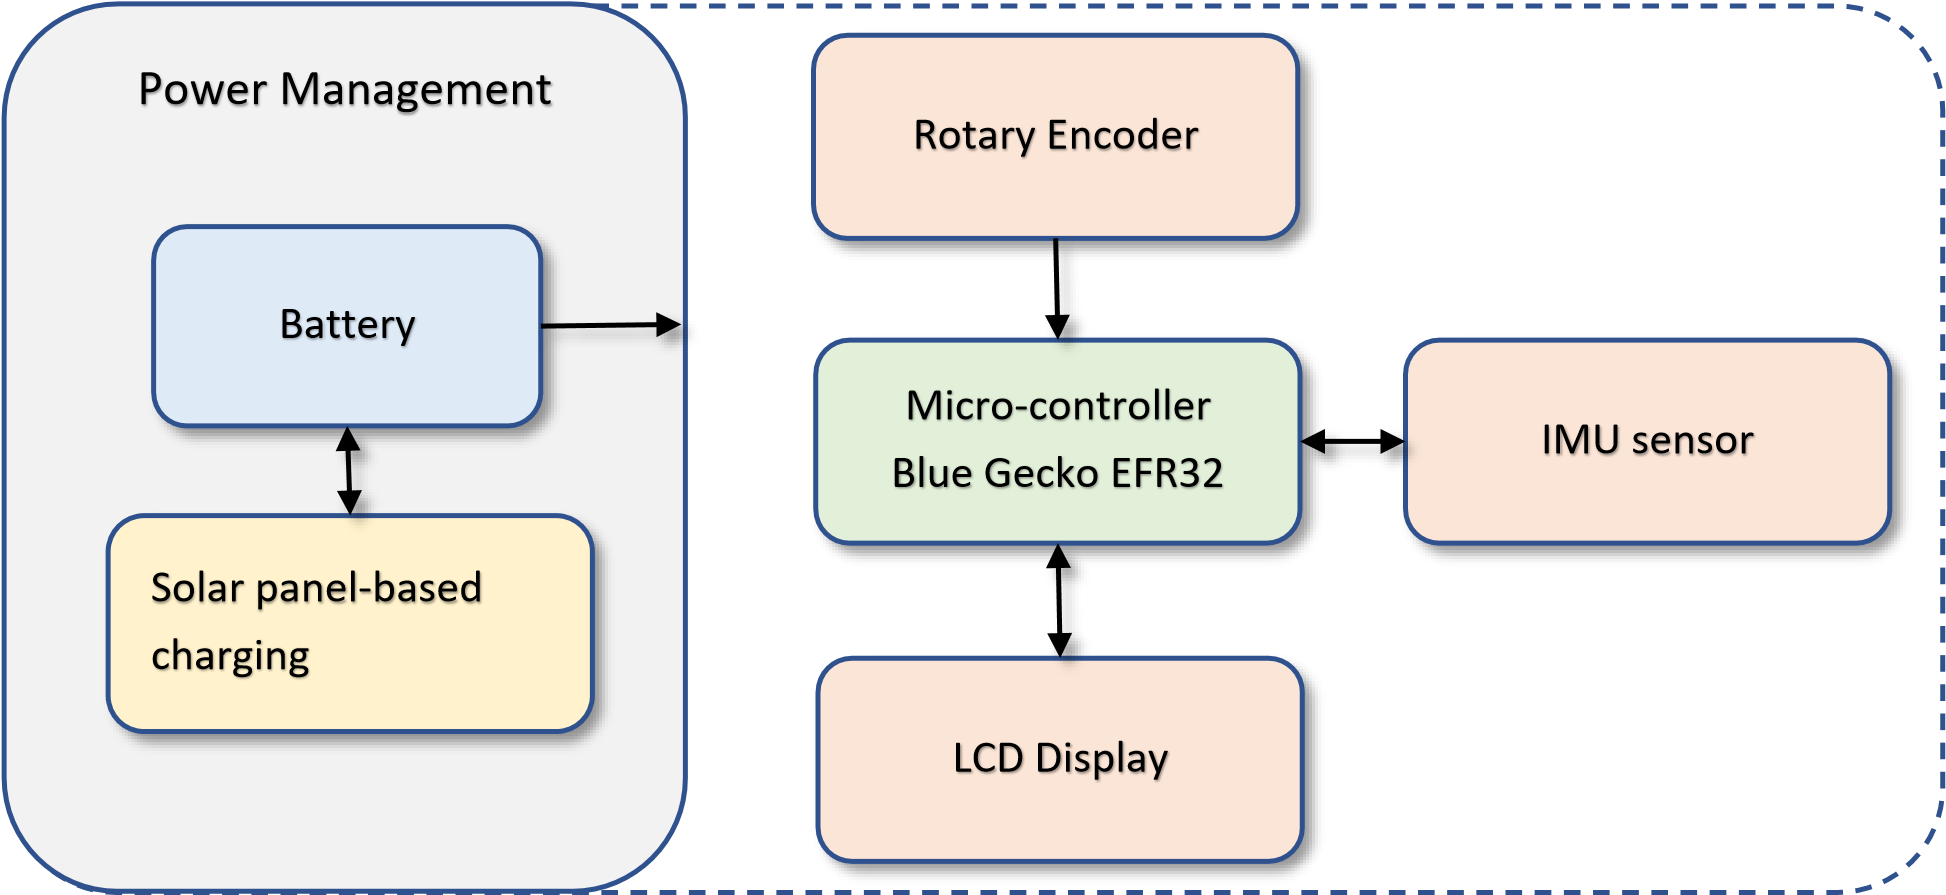 Power Management
Battery
Solar panel-based
charging
Rotary Encoder
Micro-controller
Blue Gecko EFR32
IMU sensor
LCD Display